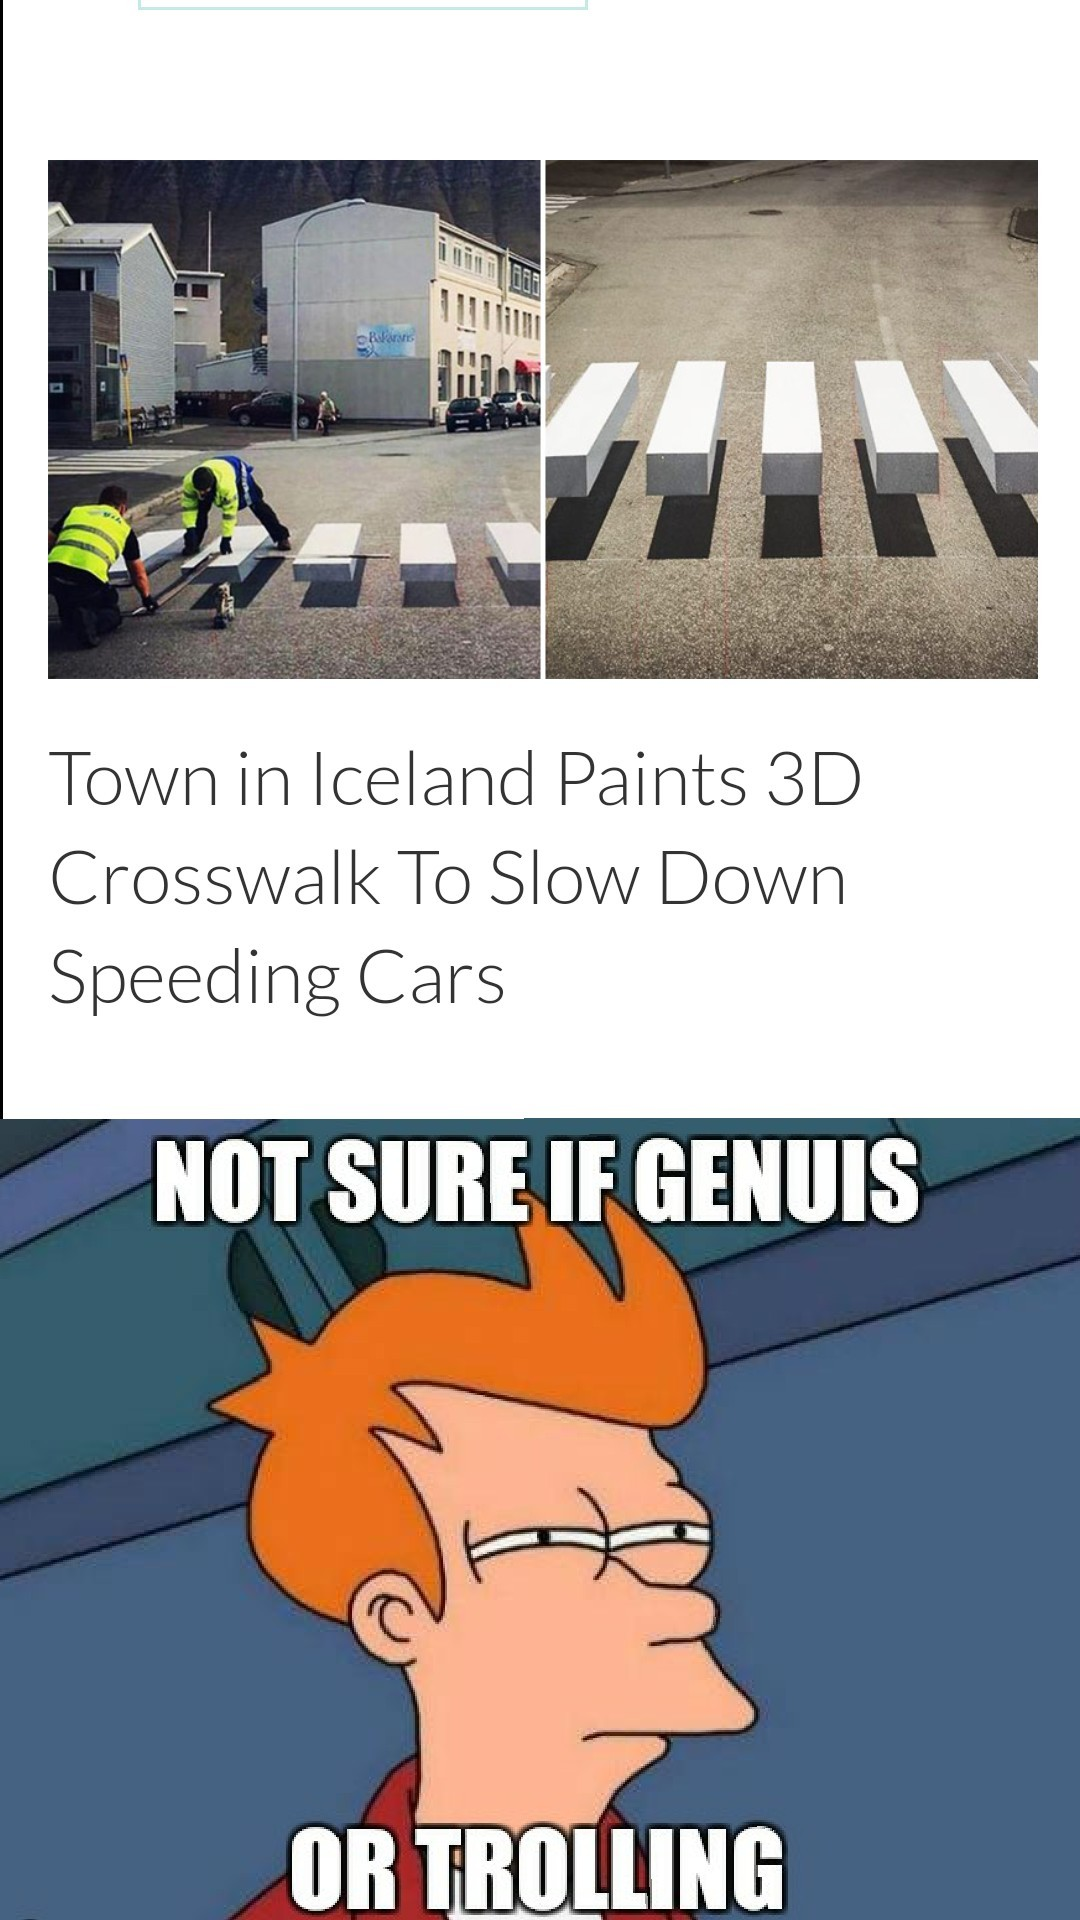 Bakarans
Town in Iceland Paints 3D
Crosswalk To Slow Down
Speeding Cars
NOT SURE IF GENUIS
OR TROLLING